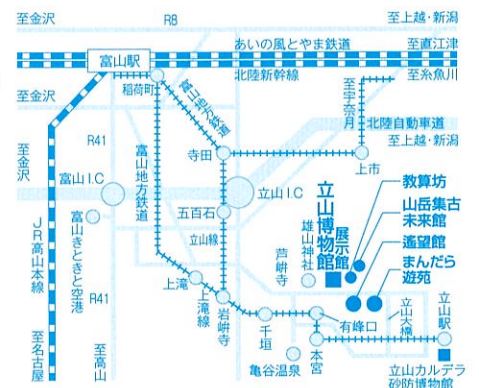 至金沢
R8
至上越・新潟
あいの風とやま鉄道
至直江津
富山駅
北陸新幹線
至糸魚川
稲荷町
至金沢
富山地方鉄道
至宇奈月
北陸自動車道
至上越・新潟
R41
至金沢
寺田
上市
富山I.C
富山地方鉄道
立山I.C
教算坊
山岳集古
未来館
遙望館
まんだら
遊苑
立山博物館
展示館
雄山神社
芦峅寺
五百石
立山線
JR高山本線
富山きときと空港
上滝
上滝線
岩峅寺
R41
至名古屋
至高山
千垣
亀谷温泉
本宮
有峰口
立山大橋
立山駅
立山カルデラ
砂防博物館